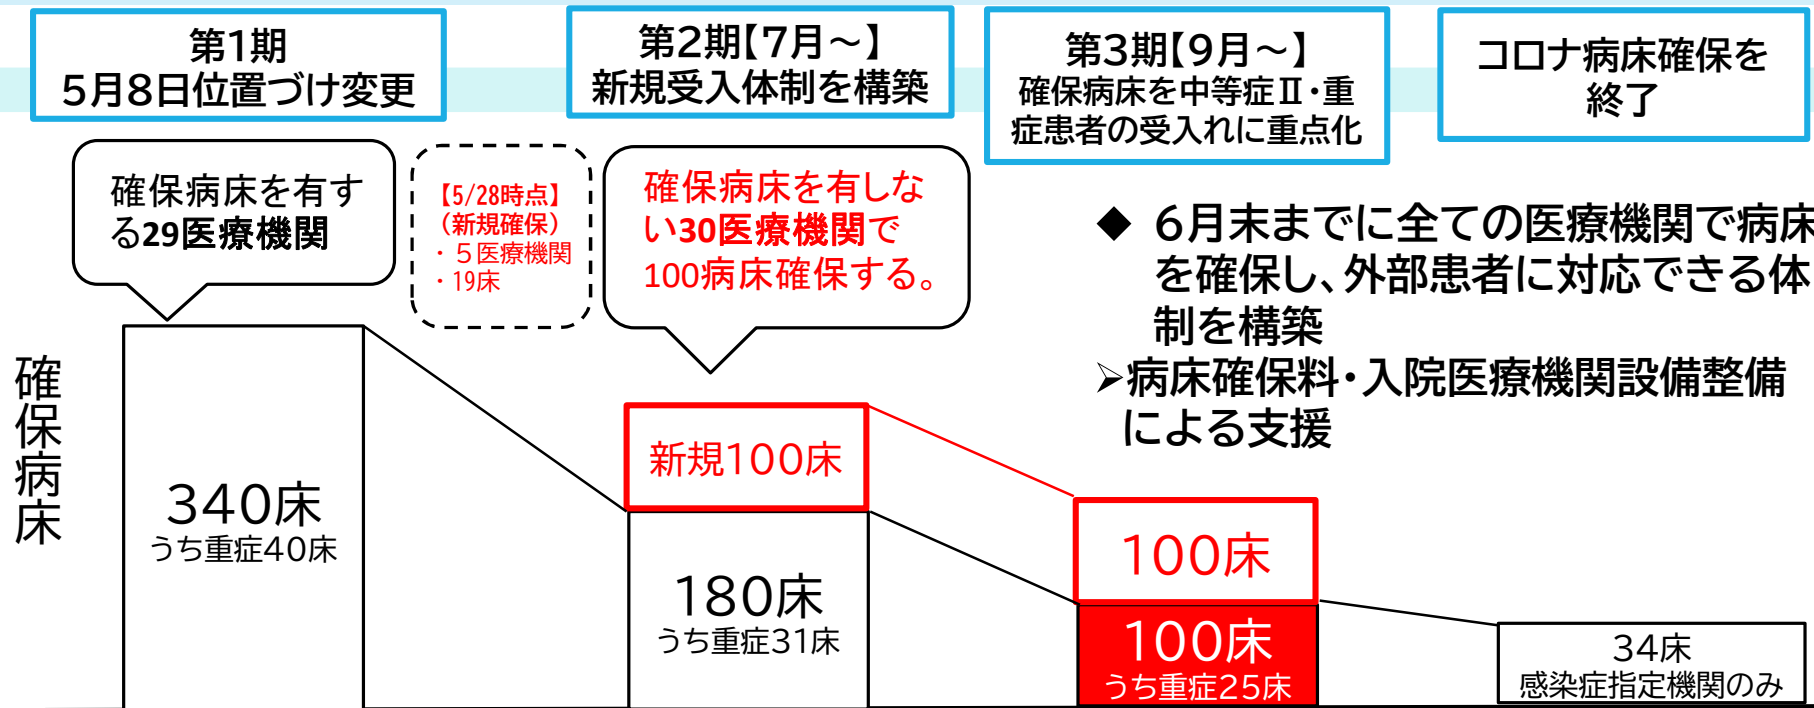 第1期
5月8日位置づけ変更
第2期【7月～】
新規受入体制を構築
第3期【9月～】
確保病床を中等症Ⅱ・重
症患者の受入れに重点化
コロナ病床確保を
終了
確保病床を有す
る29医療機関
【5/28時点】
（新規確保）
・５医療機関
・19床
確保病床を有しな
い30医療機関で
100病床確保する。
◆ 6月末までに全ての医療機関で病床
を確保し、外部患者に対応できる体
制を構築
➢病床確保料・入院医療機関設備整備
による支援
確保病床
340床
うち重症40床
新規100床
180床
うち重症31床
100床
100床
うち重症25床
34床
感染症指定機関のみ